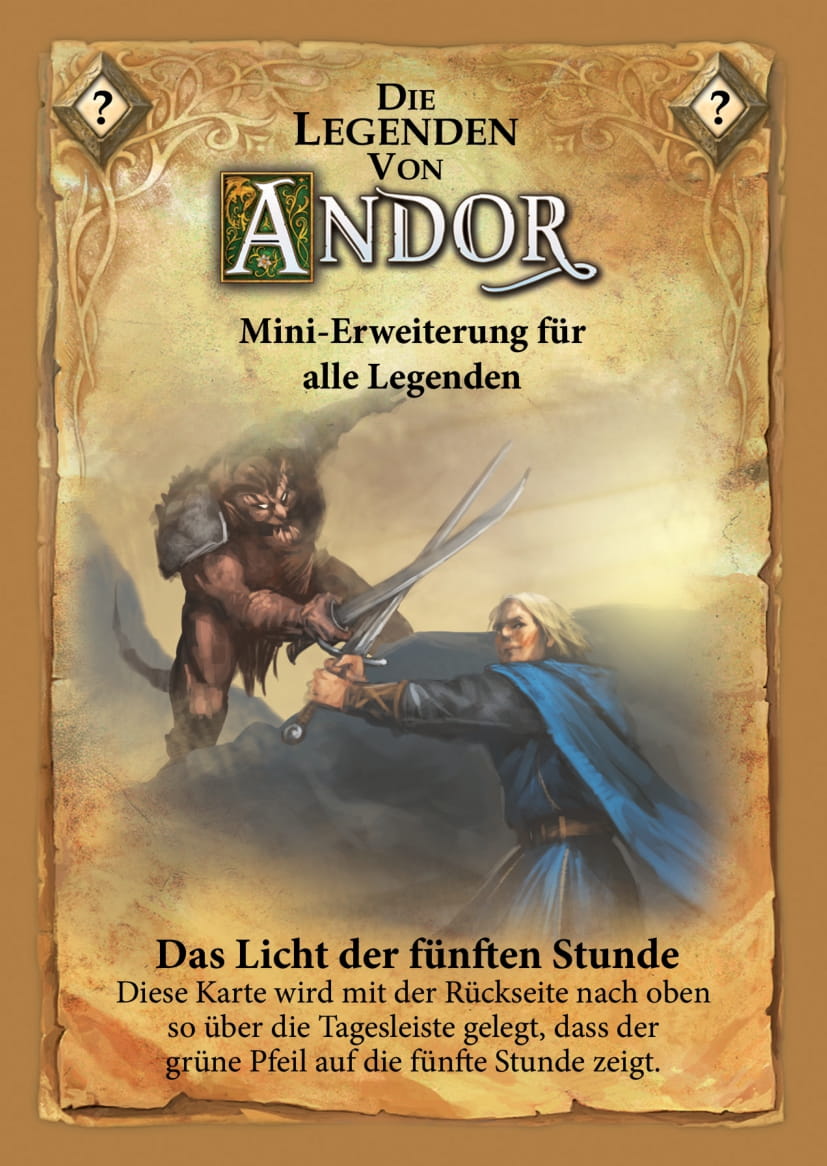 ?
?
Die
Legenden
Von
Andor
Mini-Erweiterung für
alle Legenden
Das Licht der fünften Stunde
Diese Karte wird mit der Rückseite nach oben
so über die Tagesleiste gelegt, dass der
grüne Pfeil auf die fünfte Stunde zeigt.